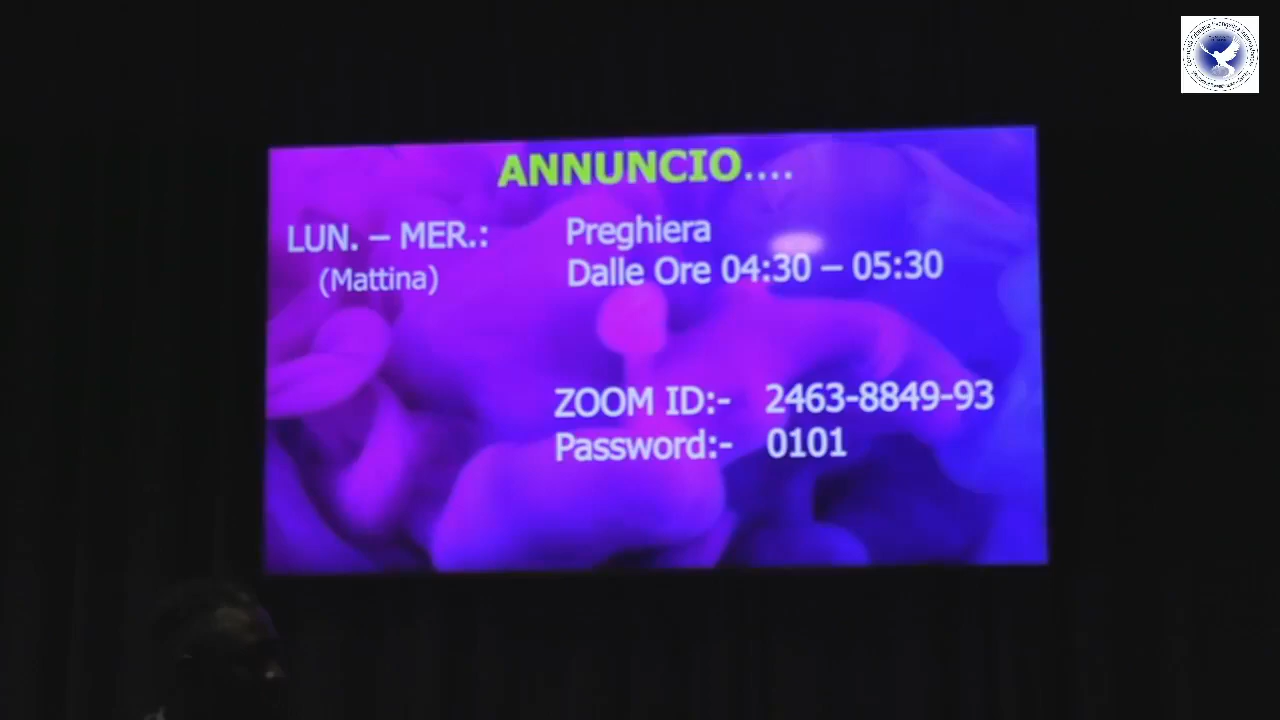 ANNUNCIO....
LUN. – MER.: Preghiera
(Mattina) Dalle Ore 04:30 – 05:30
ZOOM ID:- 2463-8849-93
Password:- 0101